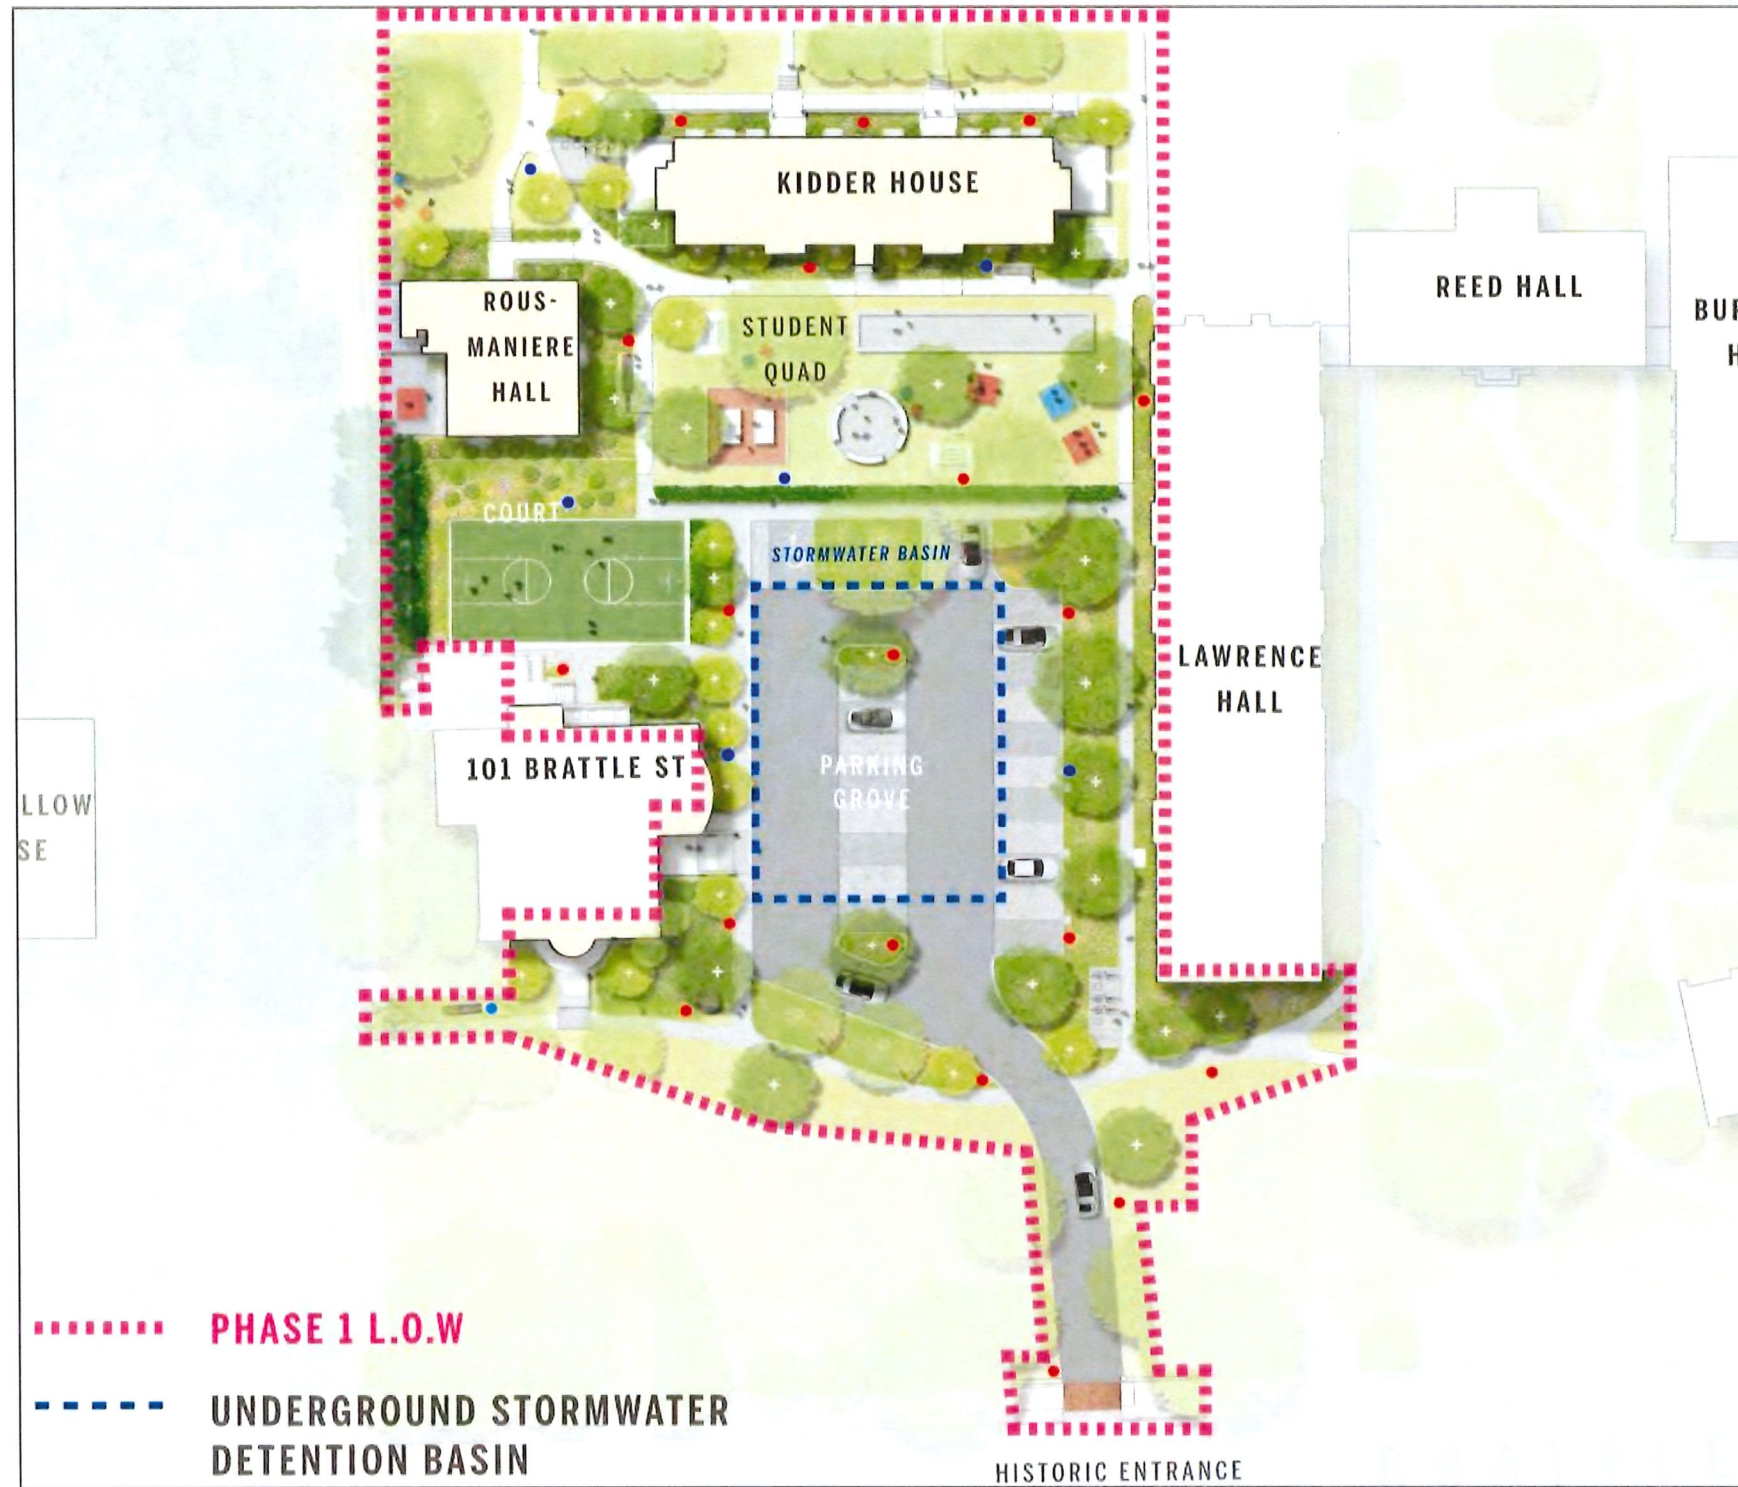 KIDDER HOUSE
REED HALL
ROUS-
MANIERE
HALL
BUR
H
STUDENT
QUAD
COURT
STORMWATER BASIN
LAWRENCE
HALL
101 BRATTLE ST
PARKING
GROVE
LLOW
SE
PHASE 1 L.O.W
UNDERGROUND STORMWATER
DETENTION BASIN
HISTORIC ENTRANCE